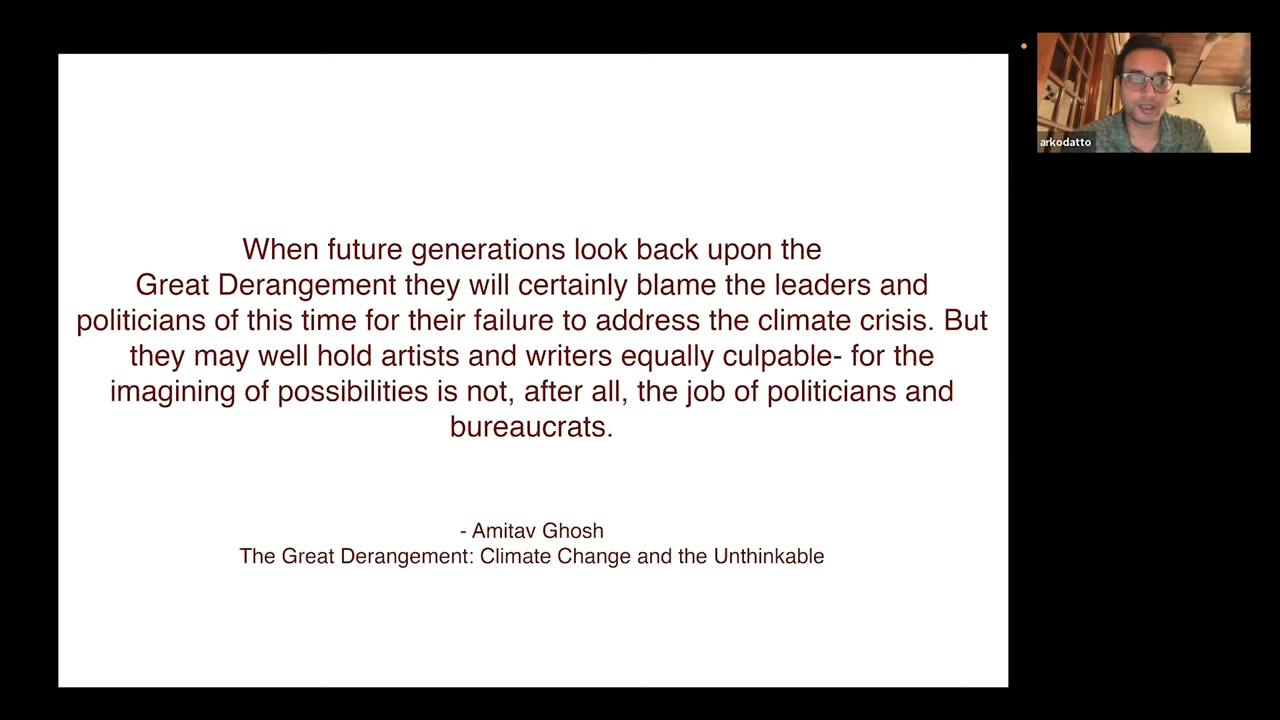 When future generations look back upon the
Great Derangement they will certainly blame the leaders and
politicians of this time for their failure to address the climate crisis. But
they may well hold artists and writers equally culpable- for the
imagining of possibilities is not, after all, the job of politicians and
bureaucrats.
- Amitav Ghosh
The Great Derangement: Climate Change and the Unthinkable
arkodatto